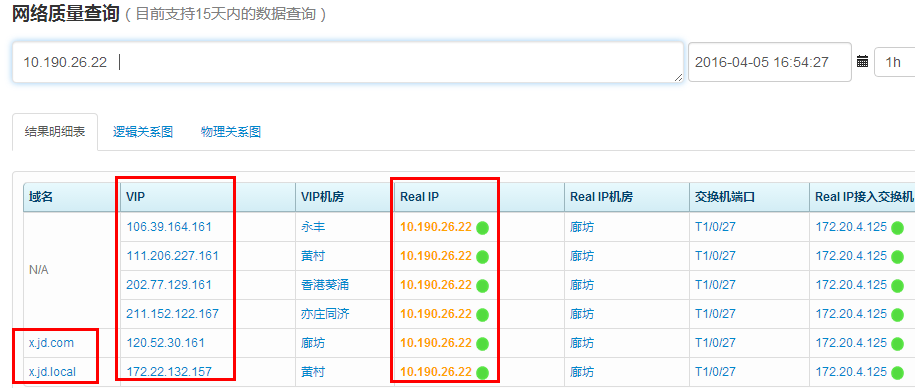 网络质量查询 ( 目前支持15天内的数据查询 )
10.190.26.22 2016-04-05 16:54:27 1h
结果明细表 逻辑关系图 物理关系图
域名 VIP VIP机房 Real IP Real IP机房 交换机端口 Real IP接入交换机
106.39.164.161 永丰 10.190.26.22 廊坊 T1/0/27 172.20.4.125
111.206.227.161 黄村 10.190.26.22 廊坊 T1/0/27 172.20.4.125
N/A
202.77.129.161 香港葵涌 10.190.26.22 廊坊 T1/0/27 172.20.4.125
211.152.122.167 亦庄同济 10.190.26.22 廊坊 T1/0/27 172.20.4.125
x.jd.com 120.52.30.161 廊坊 10.190.26.22 廊坊 T1/0/27 172.20.4.125
x.jd.local 172.22.132.157 黄村 10.190.26.22 廊坊 T1/0/27 172.20.4.125